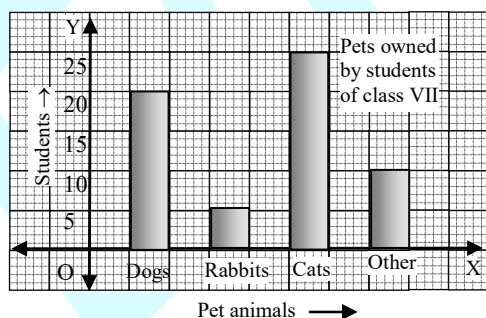 Y
Pets owned
by students
of class VII
25
20
15
10
5
Students →
O
Dogs
Rabbits
Cats
Other
X
Pet animals →